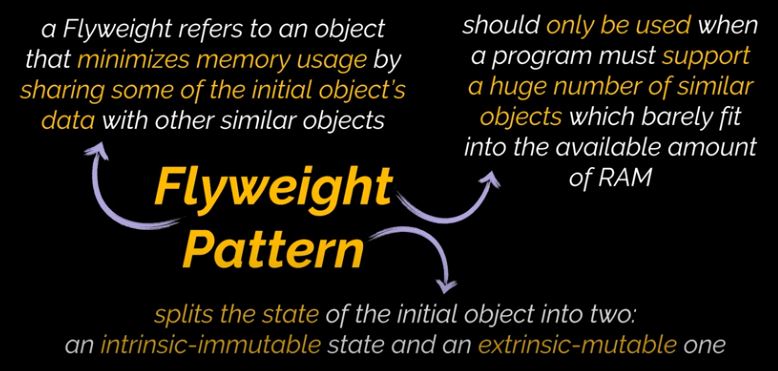 a Flyweight refers to an object
that minimizes memory usage by
sharing some of the initial object's
data with other similar objects
should only be used when
a program must support
a huge number of similar
objects which barely fit
into the available amount
of RAM
Flyweight
Pattern
splits the state of the initial object into two:
an intrinsic-immutable state and an extrinsic-mutable one